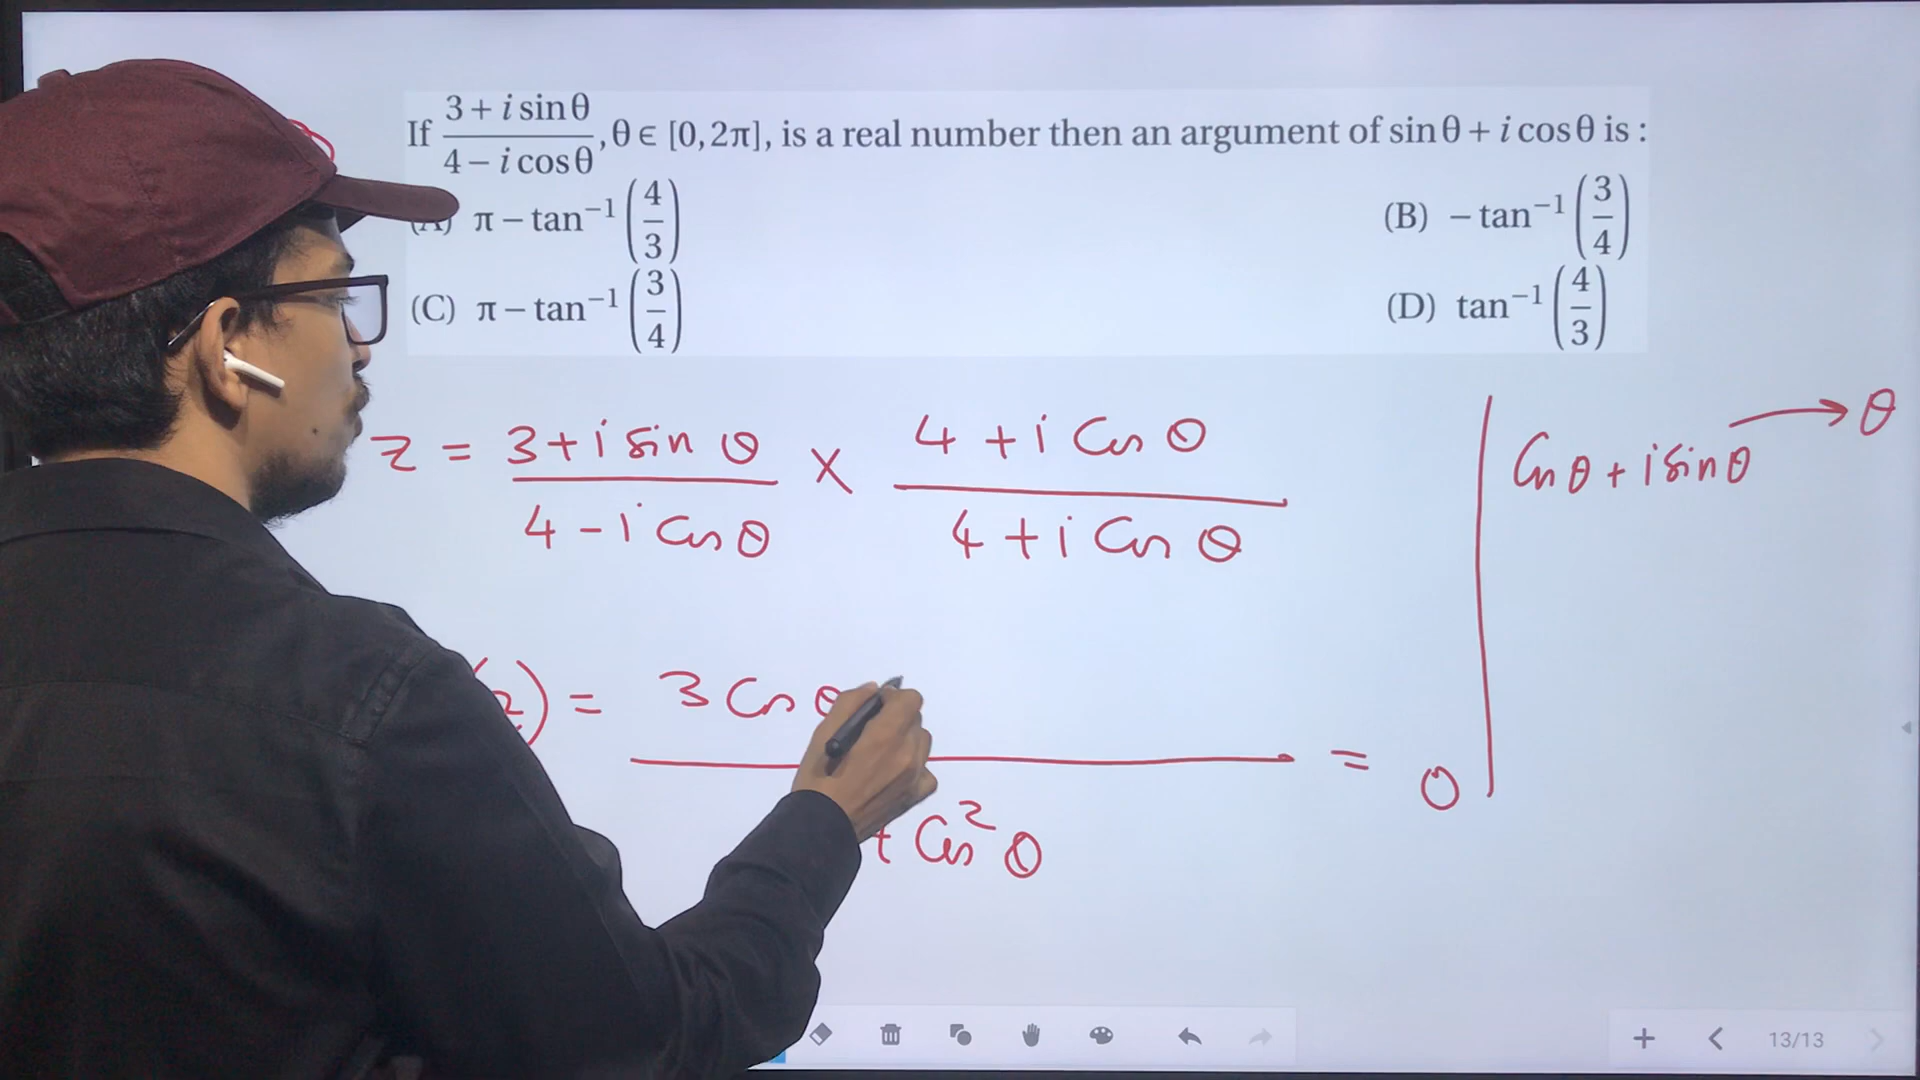 If (3 + i sinθ)/(4 − i cosθ), θ ∈ [0, 2π], is a real number then an argument of sinθ + i cosθ is :
(A) π − tan⁻¹(4/3)
(B) − tan⁻¹(3/4)
(C) π − tan⁻¹(3/4)
(D) tan⁻¹(4/3)
z = (3 + i sin θ)/(4 − i Cos θ) × (4 + i Cos θ)/(4 + i Cos θ)
Cos θ + i sin θ → θ
(z) = 3 Cos θ
= 0
+ Cos² θ
13/13